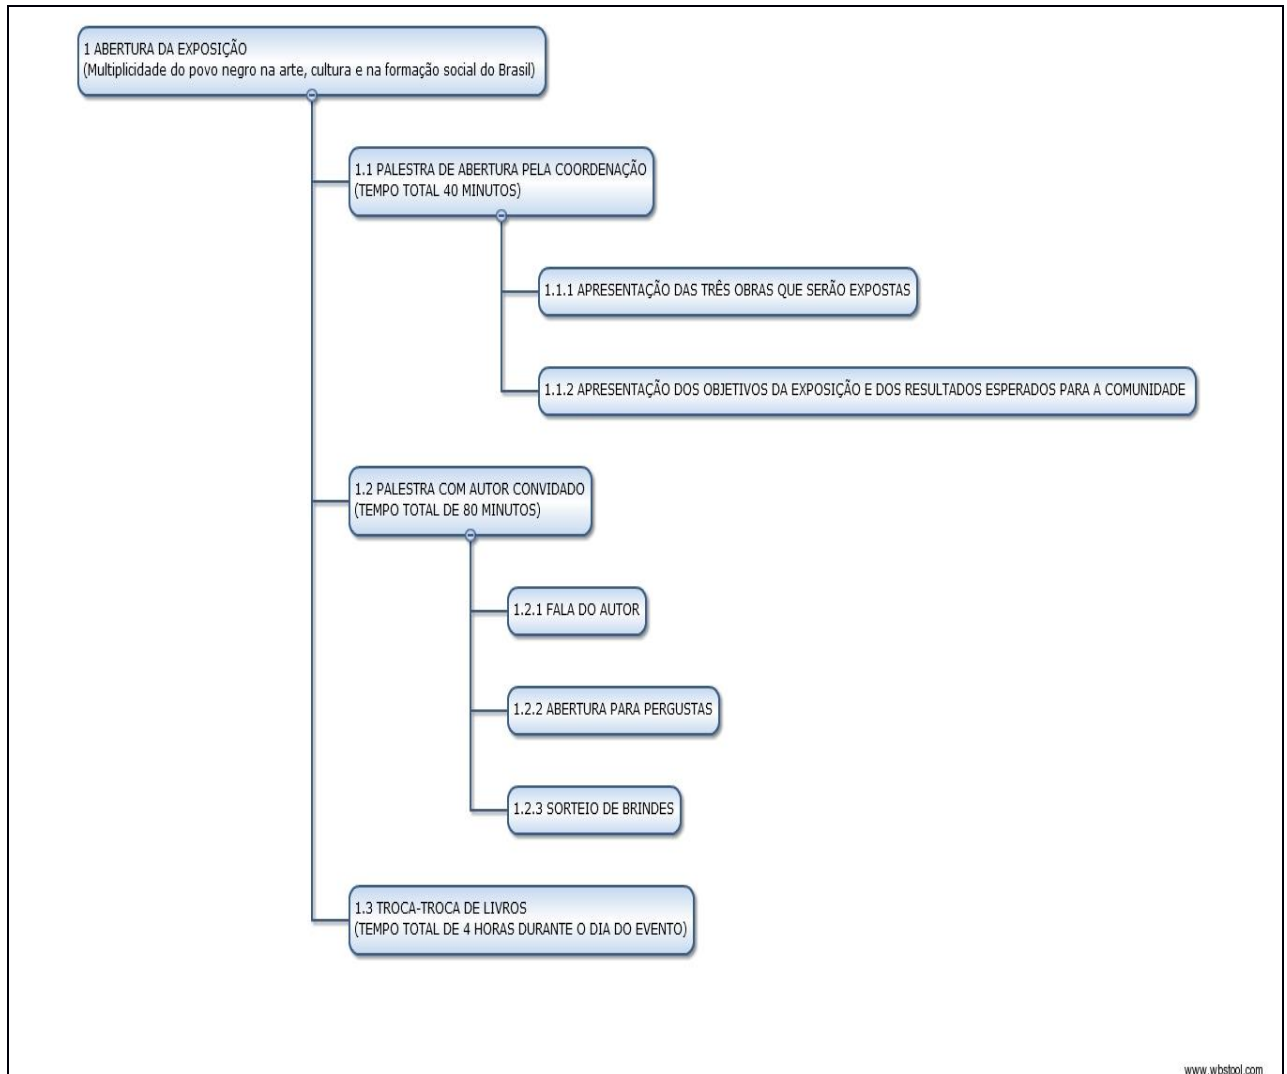 1 ABERTURA DA EXPOSIÇÃO
(Multiplicidade do povo negro na arte, cultura e na formação social do Brasil)
1.1 PALESTRA DE ABERTURA PELA COORDENAÇÃO
(TEMPO TOTAL 40 MINUTOS)
1.1.1 APRESENTAÇÃO DAS TRÊS OBRAS QUE SERÃO EXPOSTAS
1.1.2 APRESENTAÇÃO DOS OBJETIVOS DA EXPOSIÇÃO E DOS RESULTADOS ESPERADOS PARA A COMUNIDADE
1.2 PALESTRA COM AUTOR CONVIDADO
(TEMPO TOTAL DE 80 MINUTOS)
1.2.1 FALA DO AUTOR
1.2.2 ABERTURA PARA PERGUSTAS
1.2.3 SORTEIO DE BRINDES
1.3 TROCA-TROCA DE LIVROS
(TEMPO TOTAL DE 4 HORAS DURANTE O DIA DO EVENTO)
www.wbstool.com